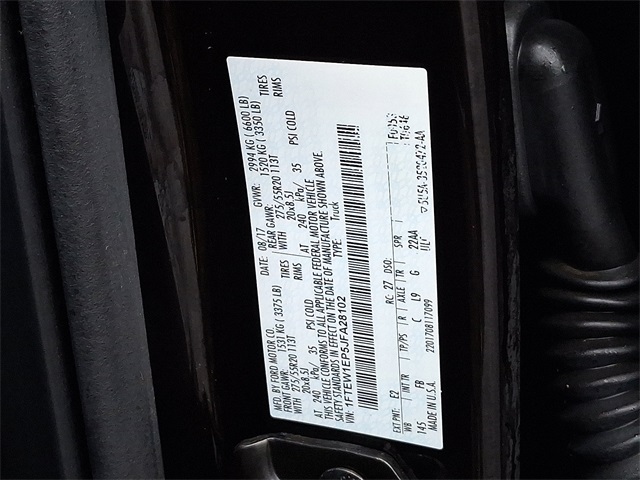 MFD. BY FORD MOTOR CO.
DATE: 08/17 GVWR: 2994 KG ( 6600 LB)
FRONT GAWR: 1531 KG ( 3375 LB) REAR GAWR: 1520 KG ( 3350 LB)
WITH 275/55R20 113T TIRES WITH 275/55R20 113T TIRES
20x8.5J RIMS 20x8.5J RIMS
AT 240 kPa/ 35 PSI COLD AT 240 kPa/ 35 PSI COLD
THIS VEHICLE CONFORMS TO ALL APPLICABLE FEDERAL MOTOR VEHICLE
SAFETY STANDARDS IN EFFECT ON THE DATE OF MANUFACTURE SHOWN ABOVE.
VIN: 1FTEW1EP5JFA28102 TYPE: Truck
EXT PNT: E2 RC: 27 DSO:
WB INT TR TP/PS R AXLE TR SPR
145 FB C L9 G 22AA
MADE IN U.S.A. 220170817099